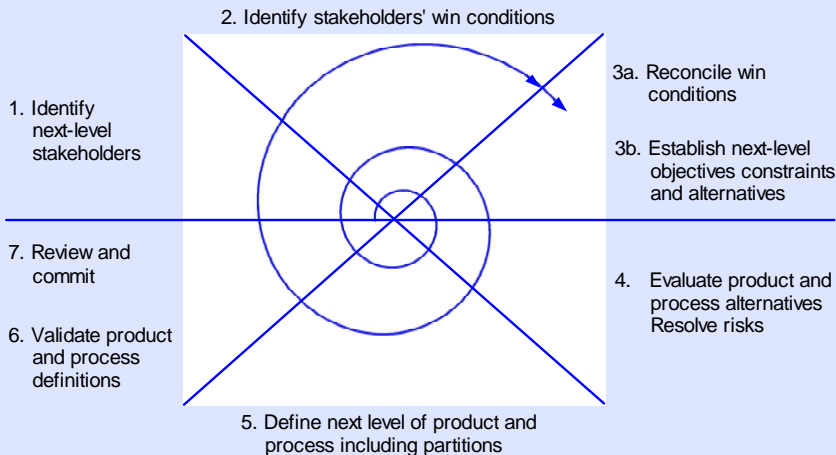 2. Identify stakeholders' win conditions
1. Identify
next-level
stakeholders
3a. Reconcile win
conditions
3b. Establish next-level
objectives constraints
and alternatives
7. Review and
commit
6. Validate product
and process
definitions
4. Evaluate product and
process alternatives
Resolve risks
5. Define next level of product and
process including partitions